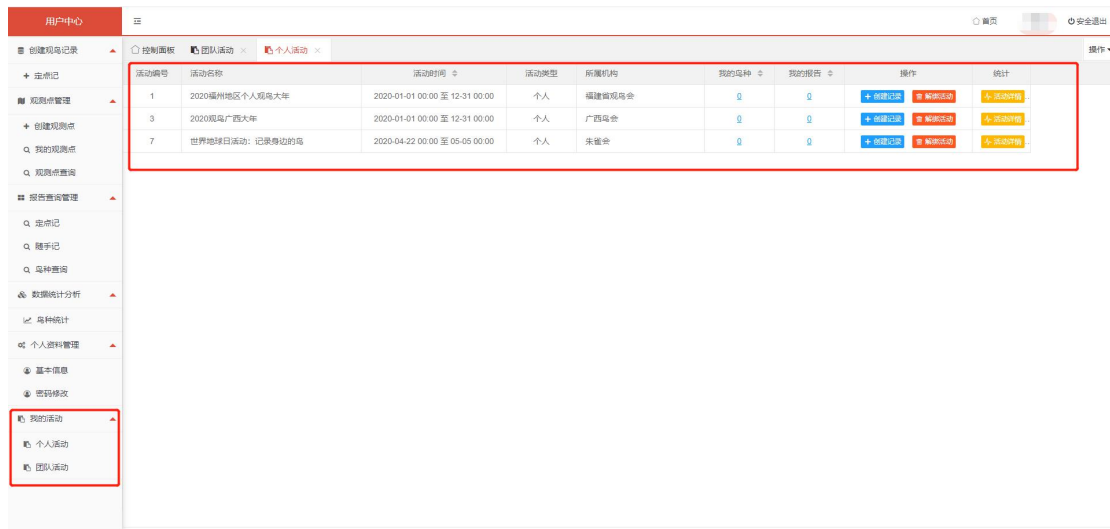 用户中心
首页
安全退出
创建观鸟记录
控制面板 团队活动 × 个人活动 ×
操作
+ 定点记
观测点管理
+ 创建观测点
我的观测点
观测点查询
报告查询管理
定点记
随手记
鸟种查询
数据统计分析
鸟种统计
个人资料管理
基本信息
密码修改
我的活动
个人活动
团队活动
活动编号 活动名称 活动时间 活动类型 所属机构 我的鸟种 我的报告 操作 统计
1 2020福州地区个人观鸟大年 2020-01-01 00:00 至 12-31 00:00 个人 福建省观鸟会 0 0 + 创建记录 解绑活动 活动详情..
3 2020观鸟广西大年 2020-01-01 00:00 至 12-31 00:00 个人 广西鸟会 0 0 + 创建记录 解绑活动 活动详情..
7 世界地球日活动：记录身边的鸟 2020-04-22 00:00 至 05-05 00:00 个人 朱雀会 0 0 + 创建记录 解绑活动 活动详情..